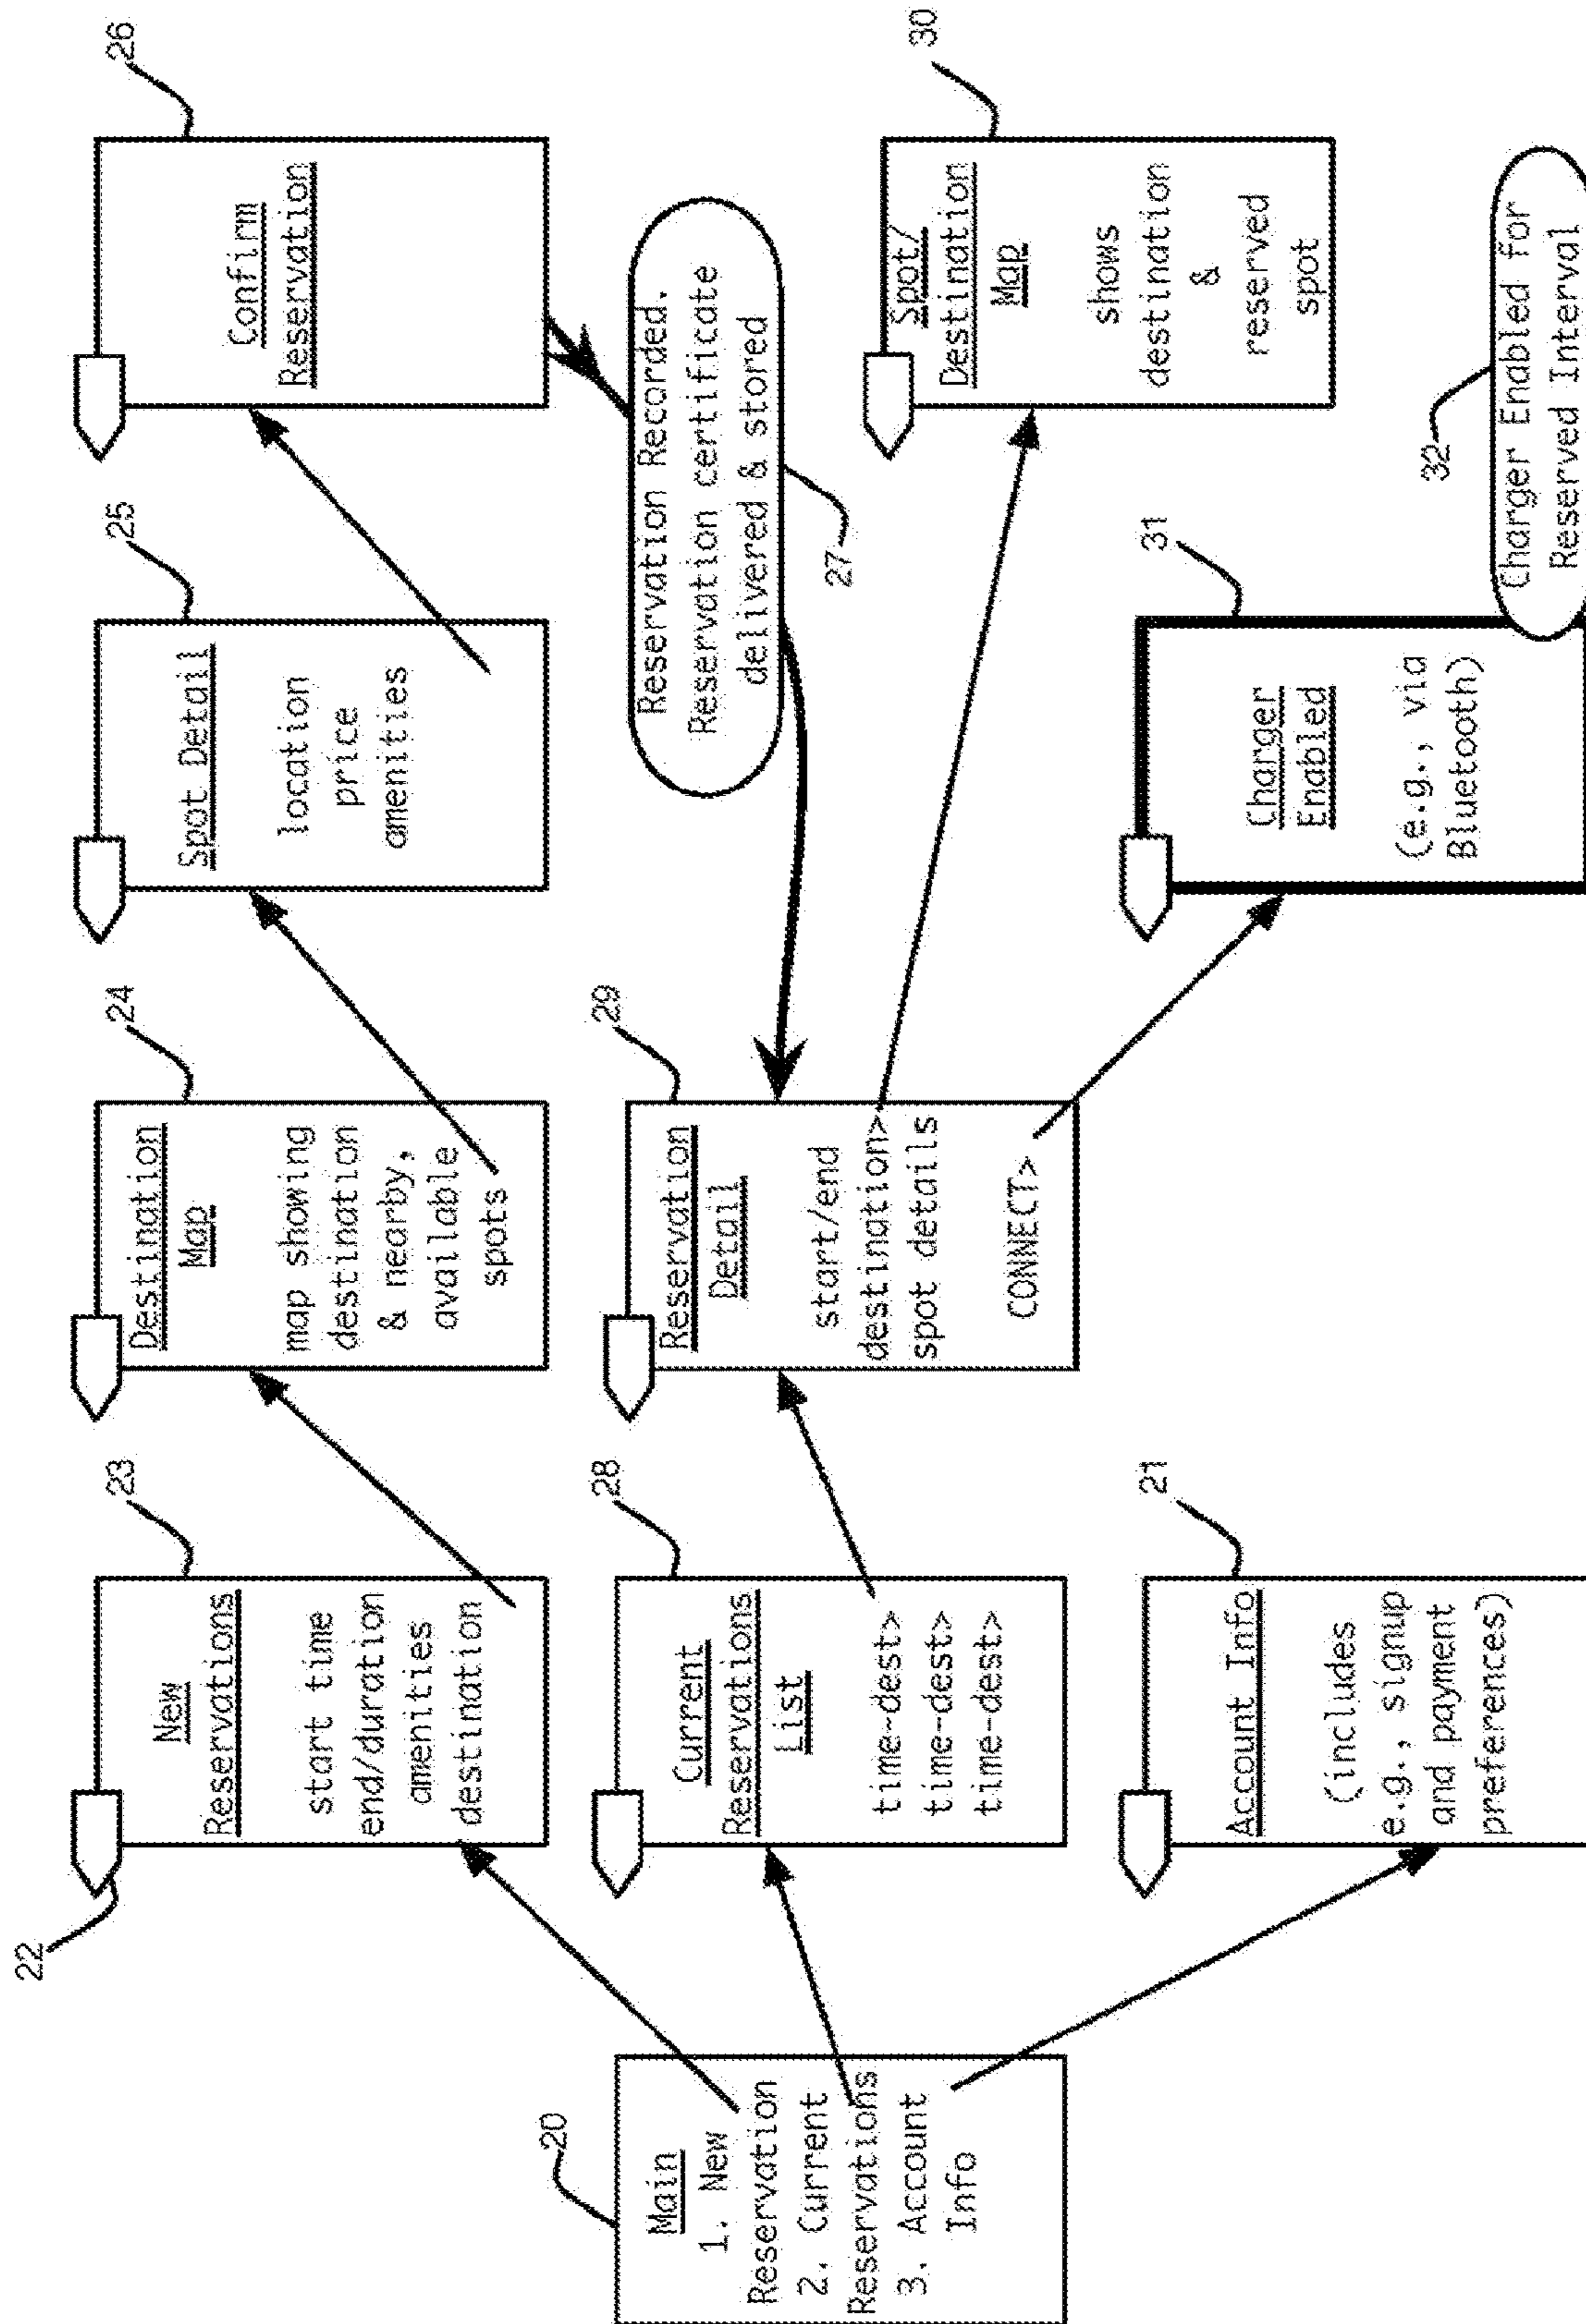 20
Main
1. New
Reservation
2. Current
Reservations
3. Account
Info
22
23
New
Reservations
start time
end/duration
amenities
destination
24
Destination
Map
map showing
destination
& nearby,
available
spots
25
Spot Detail
location
price
amenities
26
Confirm
Reservation
Reservation Recorded.
Reservation certificate
delivered & stored
27
28
Current
Reservations
List
time-dest>
time-dest>
time-dest>
29
Reservation
Detail
start/end
destination>
spot details
CONNECT>
30
Spot/
Destination
Map
shows
destination
&
reserved
spot
21
Account Info
(includes
e.g., signup
and payment
preferences)
31
Charger
Enabled
(e.g., via
Bluetooth)
32
Charger Enabled for
Reserved Interval